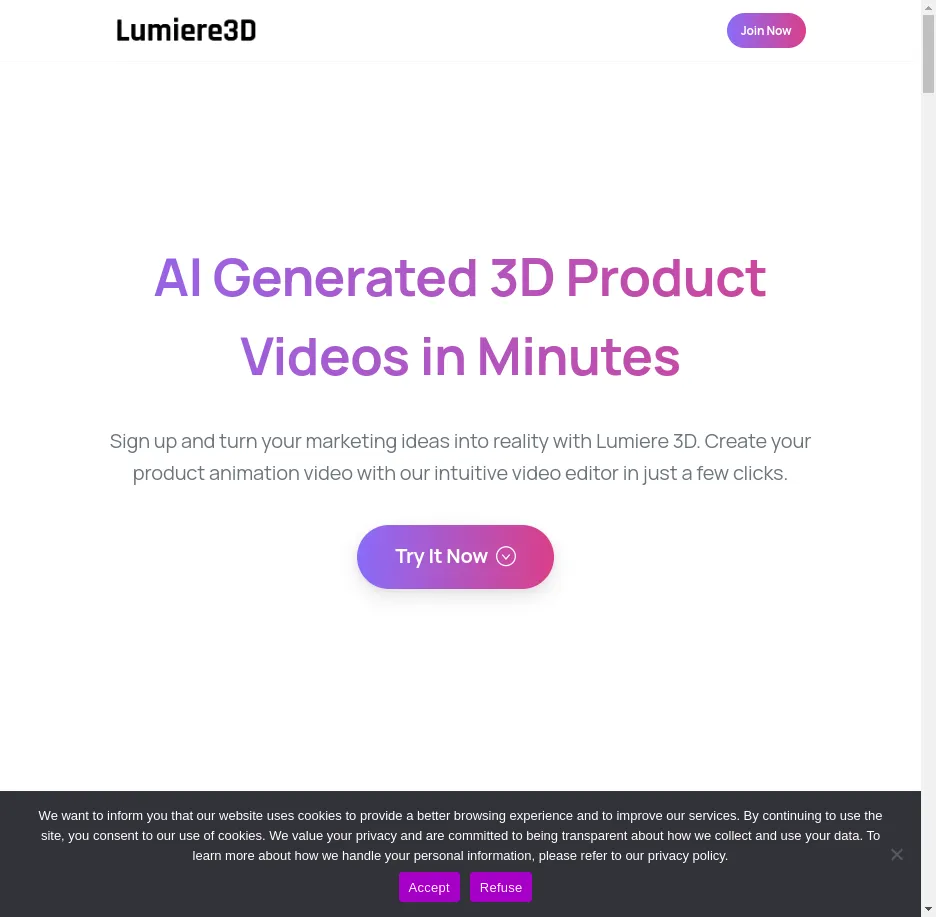 Lumiere3D
Join Now
AI Generated 3D Product
Videos in Minutes
Sign up and turn your marketing ideas into reality with Lumiere 3D. Create your
product animation video with our intuitive video editor in just a few clicks.
Try It Now
We want to inform you that our website uses cookies to provide a better browsing experience and to improve our services. By continuing to use the
site, you consent to our use of cookies. We value your privacy and are committed to being transparent about how we collect and use your data. To
learn more about how we handle your personal information, please refer to our privacy policy.
Accept Refuse